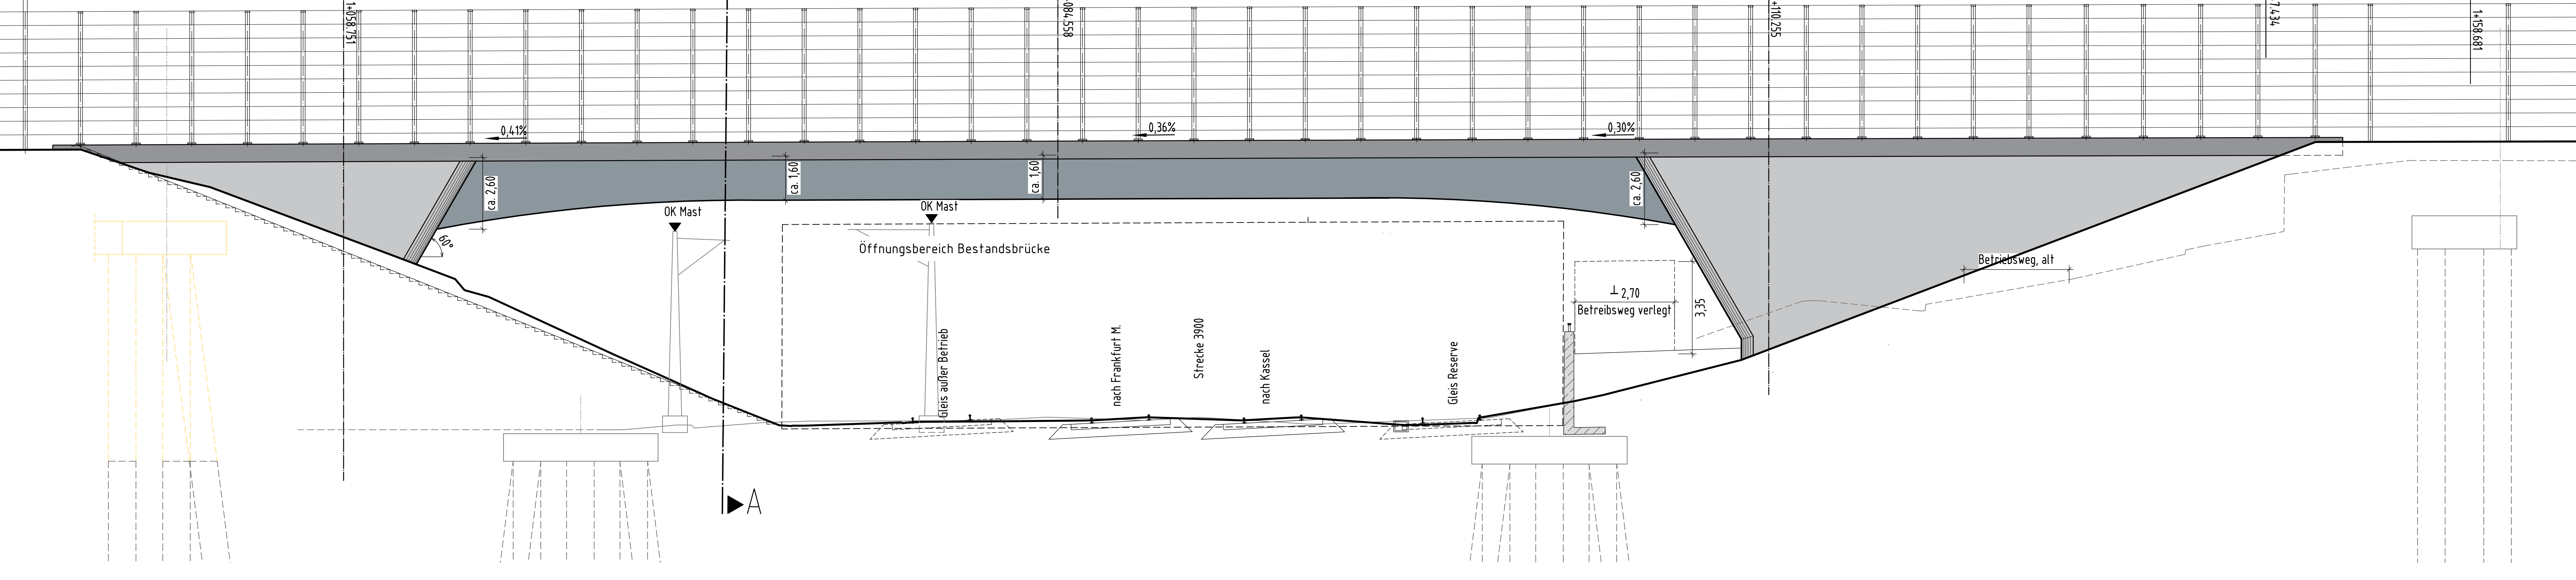 1+058.751
084.558
+110.255
7.434
1+158.681
0,41%
0,36%
0,30%
ca. 2,60
ca. 1,60
ca. 1,60
ca. 2,60
OK Mast
OK Mast
60°
Öffnungsbereich Bestandsbrücke
Betriebsweg, alt
⊥ 2,70
Betreibsweg verlegt
3,35
Gleis außer Betrieb
nach Frankfurt M.
Strecke 3900
nach Kassel
Gleis Reserve
A